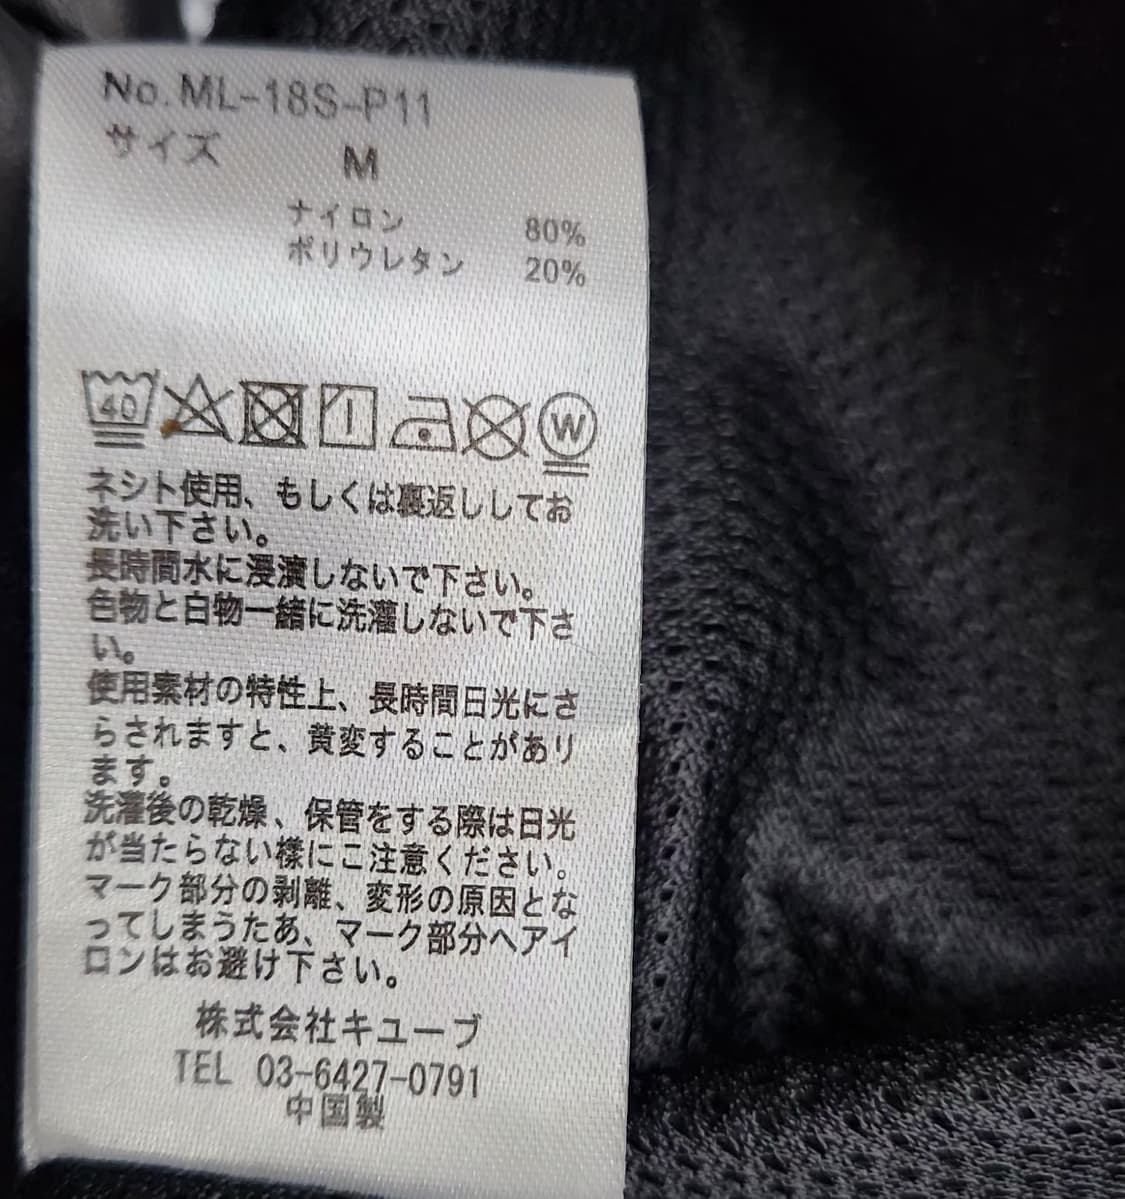 No.ML-18S-P11
サイズ M
ナイロン 80%
ポリウレタン 20%
40 W
ネシト使用、もしくは裏返ししてお
洗い下さい。
長時間水に浸漬しないで下さい。
色物と白物一緒に洗灌しないで下さ
い。
使用素材の特性上、長時間日光にさ
らされますと、黄変することがあり
ます。
洗灌後の乾燥、保管をする際は日光
が当たらない様にこ注意ください。
マーク部分の剥離、変形の原因とな
ってしまうたあ、マーク部分へアイ
ロンはお避け下さい。
株式会社キューブ
TEL 03-6427-0791
中国製